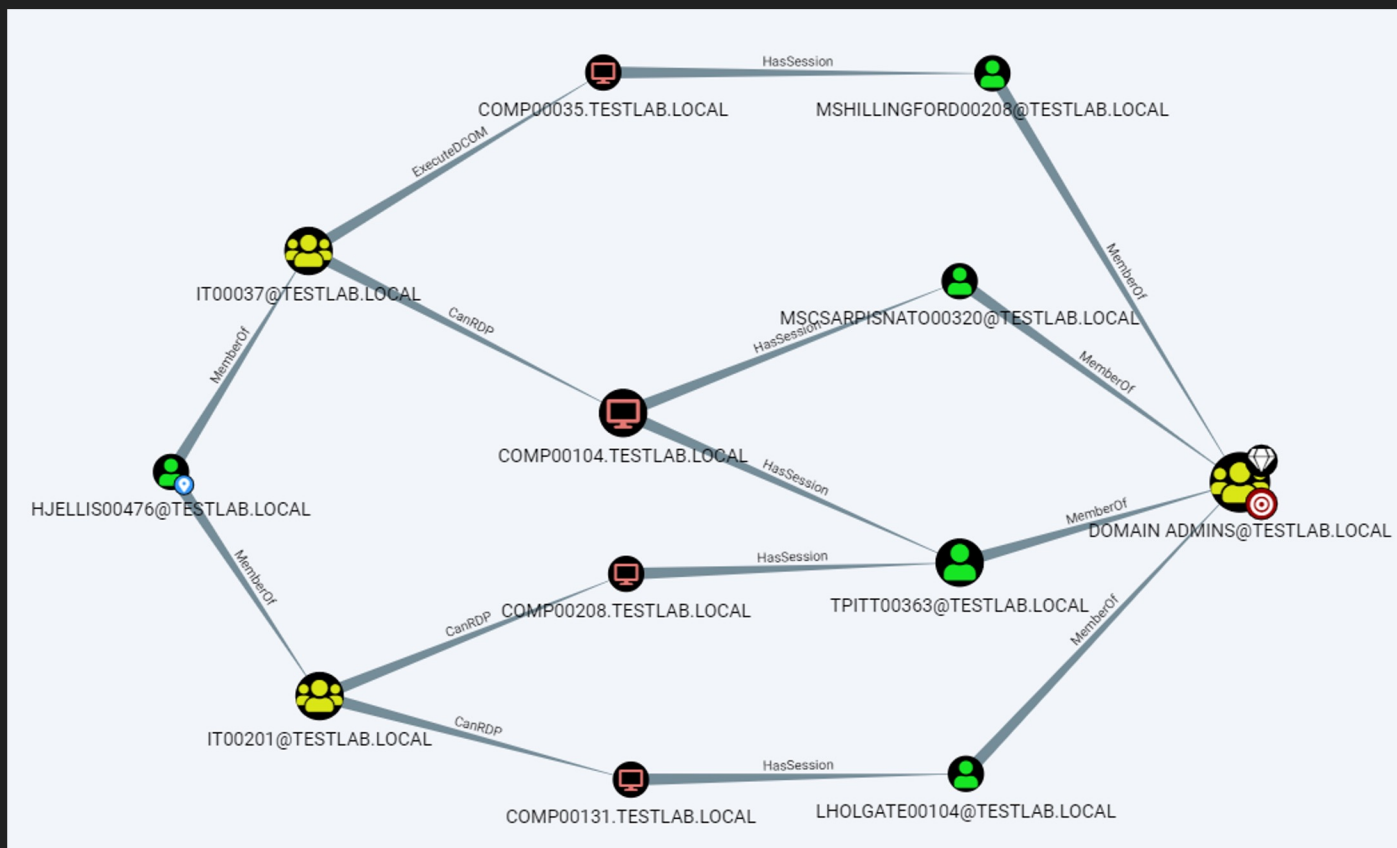 HasSession
COMP00035.TESTLAB.LOCAL
MSHILLINGFORD00208@TESTLAB.LOCAL
ExecuteDCOM
MemberOf
IT00037@TESTLAB.LOCAL
CanRDP
MSCSARPISNATO00320@TESTLAB.LOCAL
HasSession
MemberOf
MemberOf
COMP00104.TESTLAB.LOCAL
HasSession
HJELLIS00476@TESTLAB.LOCAL
MemberOf
DOMAIN ADMINS@TESTLAB.LOCAL
MemberOf
HasSession
COMP00208.TESTLAB.LOCAL
TPITT00363@TESTLAB.LOCAL
CanRDP
MemberOf
IT00201@TESTLAB.LOCAL
CanRDP
HasSession
COMP00131.TESTLAB.LOCAL
LHOLGATE00104@TESTLAB.LOCAL